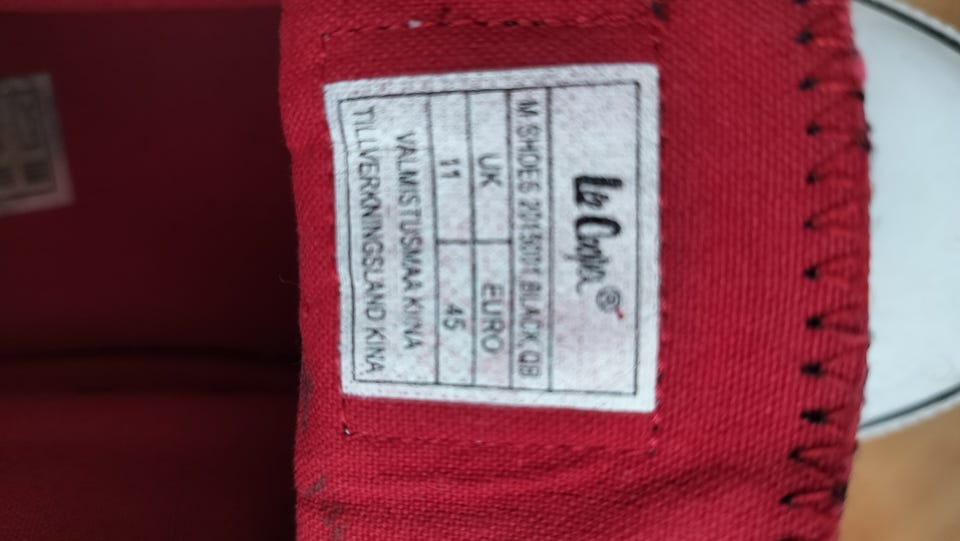 Lee Cooper®
M SHOES 2015001 BLACK QB
UK EURO
11 45
VALMISTUSMAA KIINA
TILLVERKNINGSLAND KINA